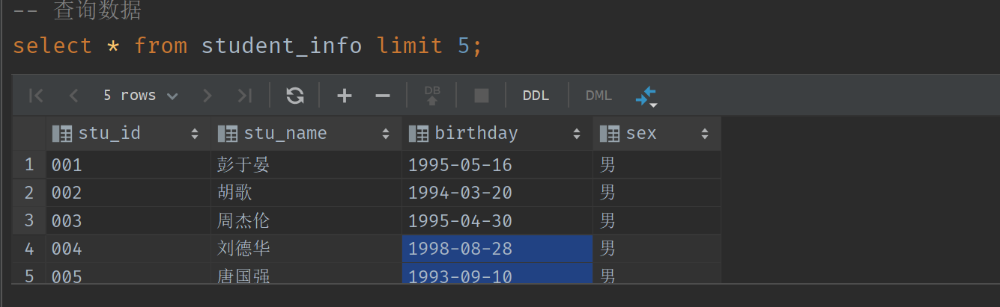 -- 查询数据
select * from student_info limit 5;
5 rows DB DDL DML
stu_id stu_name birthday sex
1 001 彭于晏 1995-05-16 男
2 002 胡歌 1994-03-20 男
3 003 周杰伦 1995-04-30 男
4 004 刘德华 1998-08-28 男
5 005 唐国强 1993-09-10 男